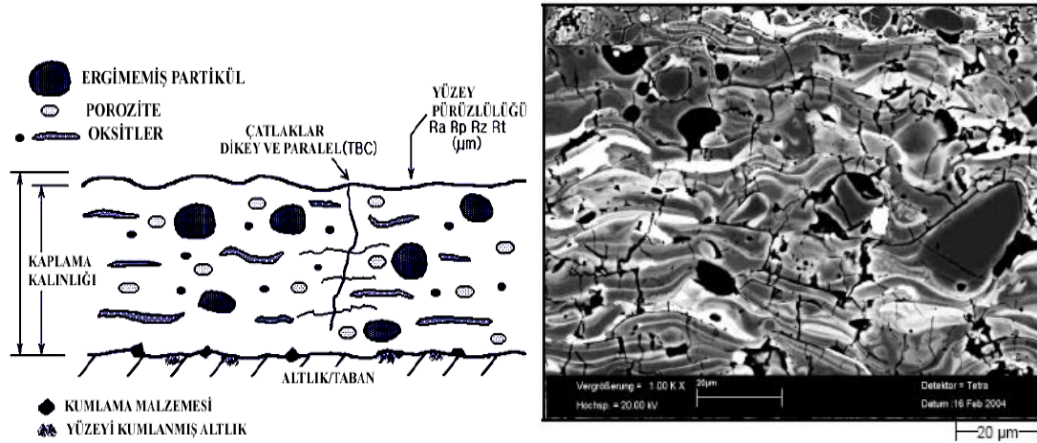 ERGİMEMİŞ PARTİKÜL
POROZİTE
OKSİTLER
ÇATLAKLAR
DİKEY VE PARALEL(TBC)
YÜZEY
PÜRÜZLÜLÜĞÜ
Ra Rp Rz Rt
(µm)
KAPLAMA
KALINLIĞI
ALTLIK/TABAN
KUMLAMA MALZEMESİ
YÜZEYİ KUMLANMIŞ ALTLIK
Vergrößerung = 1.00 K X
20µm
Detektor = Tetra
Hochsp. = 20.00 kV
Datum :16 Feb 2004
20 µm